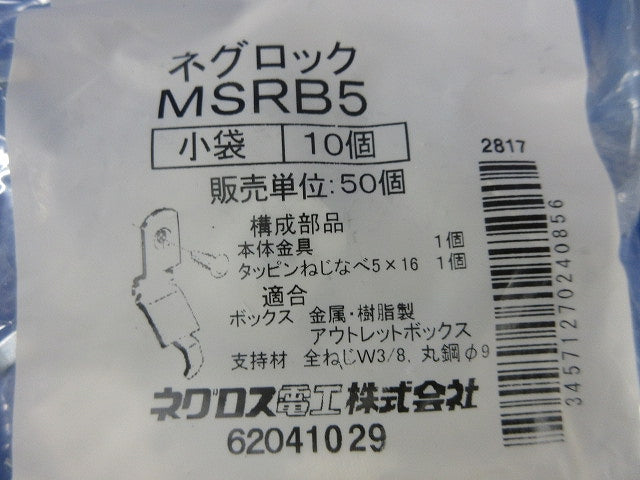 ネグロック
MSRB5
小袋 10個
販売単位:50個
構成部品
本体金具 1個
タッピンねじなべ5×16 1個
適合
ボックス 金属・樹脂製
アウトレットボックス
支持材 全ねじW3/8、丸鋼φ9
ネグロス電工株式会社
62041029
2817
3457127024085​6